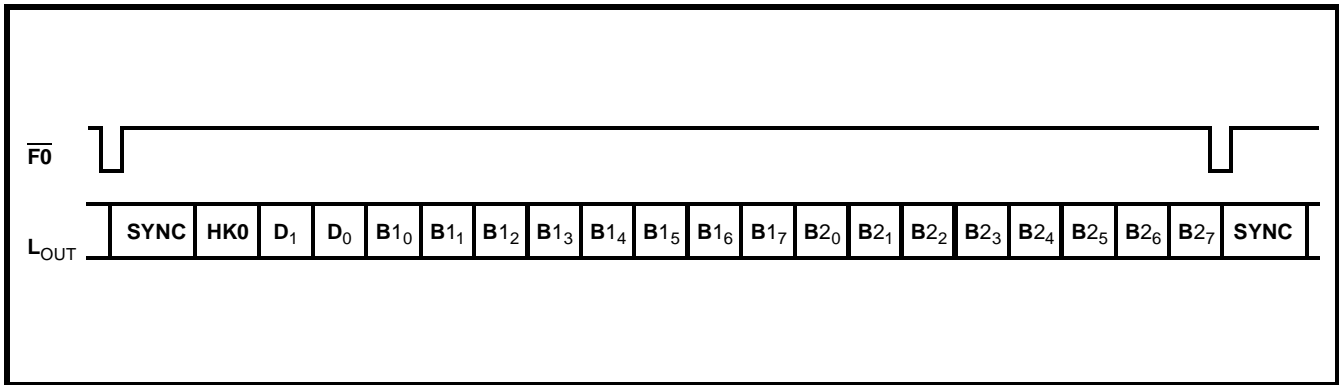 F0
L_OUT SYNC HK0 D₁ D₀ B1₀ B1₁ B1₂ B1₃ B1₄ B1₅ B1₆ B1₇ B2₀ B2₁ B2₂ B2₃ B2₄ B2₅ B2₆ B2₇ SYNC